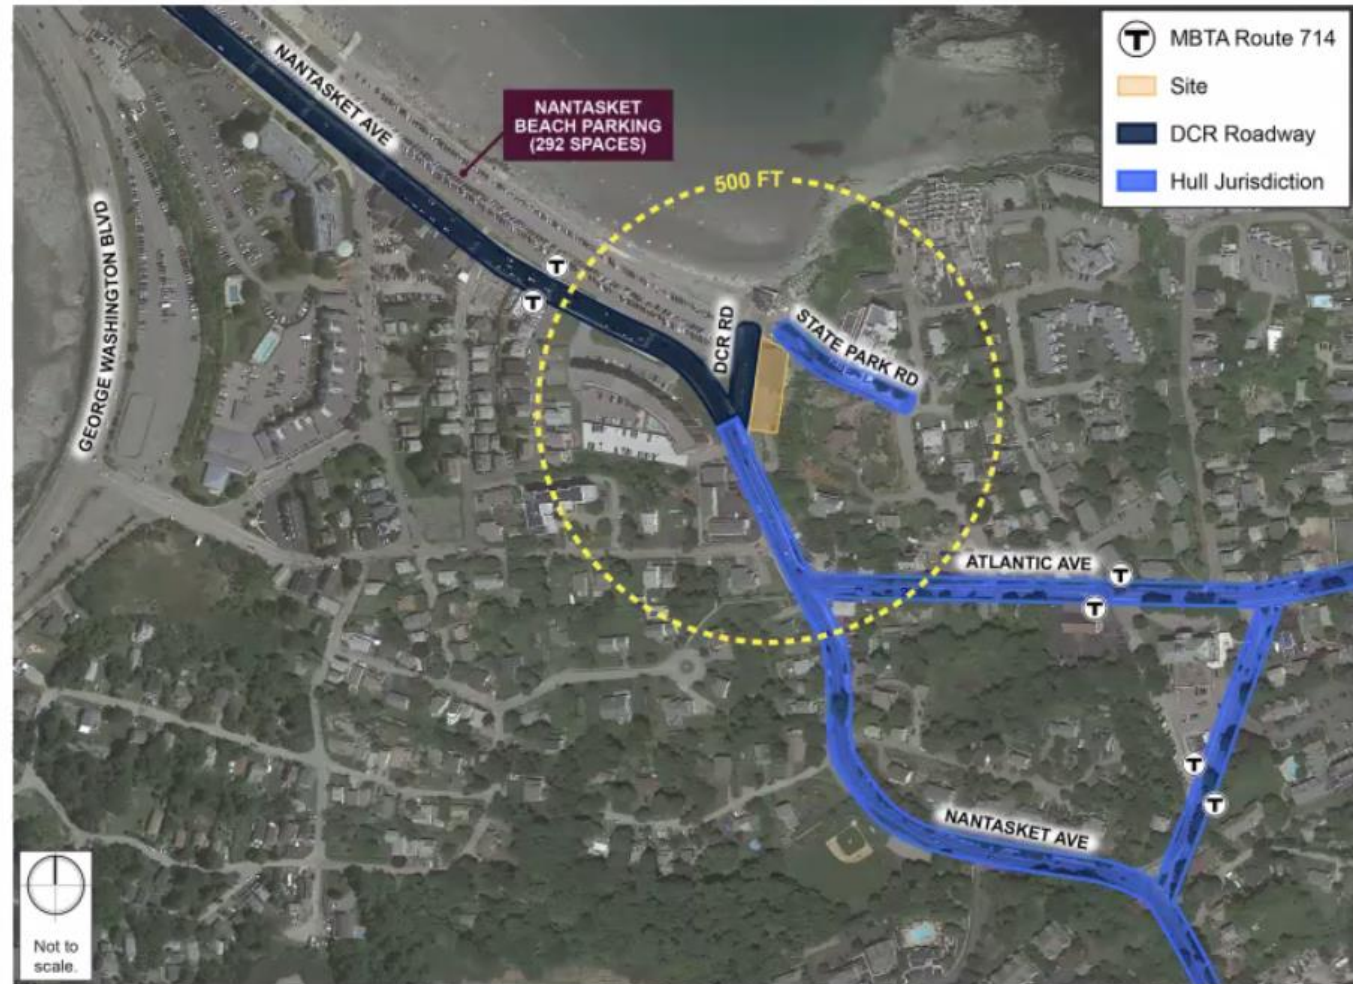 NANTASKET AVE
NANTASKET
BEACH PARKING
(292 SPACES)
T MBTA Route 714
Site
DCR Roadway
Hull Jurisdiction
500 FT
GEORGE WASHINGTON BLVD
T
T
DCR RD
STATE PARK RD
ATLANTIC AVE
T
T
T
T
NANTASKET AVE
Not to
scale.